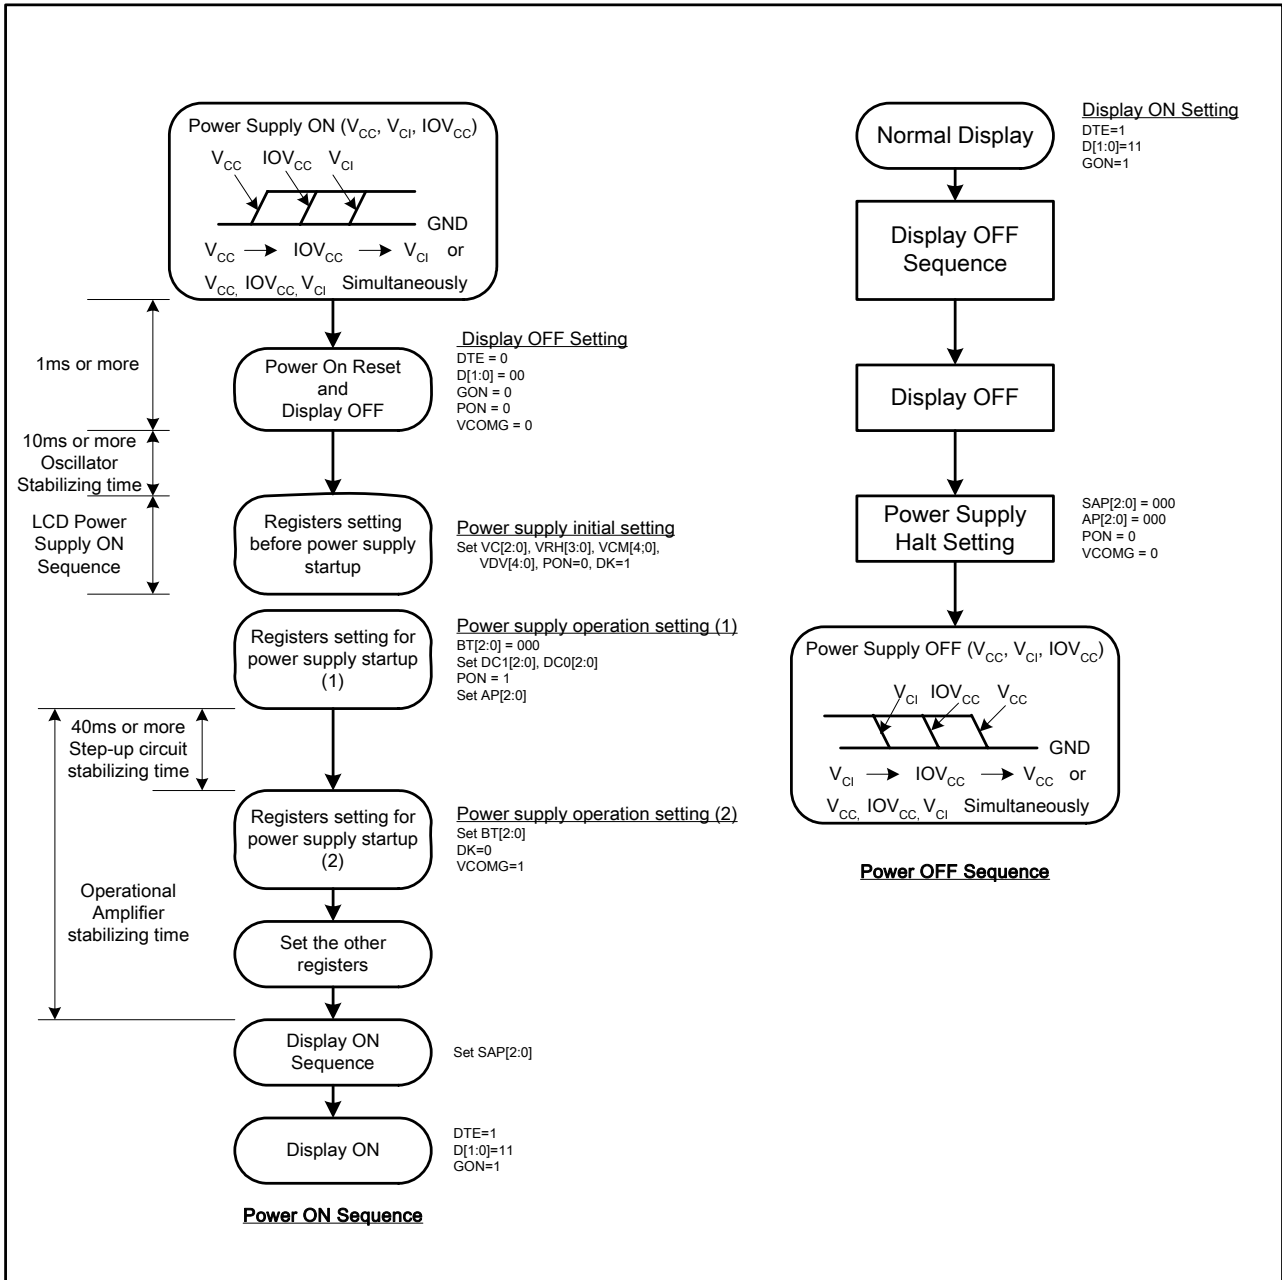 Power Supply ON (VCC, VCI, IOVCC)
VCC IOVCC VCI
GND
VCC IOVCC VCI or
VCC, IOVCC, VCI Simultaneously
1ms or more
Power On Reset
and
Display OFF
Display OFF Setting
DTE = 0
D[1:0] = 00
GON = 0
PON = 0
VCOMG = 0
10ms or more
Oscillator
Stabilizing time
LCD Power
Supply ON
Sequence
Registers setting
before power supply
startup
Power supply initial setting
Set VC[2:0], VRH[3:0], VCM[4;0],
VDV[4:0], PON=0, DK=1
Registers setting for
power supply startup
(1)
Power supply operation setting (1)
BT[2:0] = 000
Set DC1[2:0], DC0[2:0]
PON = 1
Set AP[2:0]
40ms or more
Step-up circuit
stabilizing time
Registers setting for
power supply startup
(2)
Power supply operation setting (2)
Set BT[2:0]
DK=0
VCOMG=1
Operational
Amplifier
stabilizing time
Set the other
registers
Display ON
Sequence
Set SAP[2:0]
Display ON
DTE=1
D[1:0]=11
GON=1
Power ON Sequence
Normal Display
Display ON Setting
DTE=1
D[1:0]=11
GON=1
Display OFF
Sequence
Display OFF
Power Supply
Halt Setting
SAP[2:0] = 000
AP[2:0] = 000
PON = 0
VCOMG = 0
Power Supply OFF (VCC, VCI, IOVCC)
VCI IOVCC VCC
GND
VCI IOVCC VCC or
VCC, IOVCC, VCI Simultaneously
Power OFF Sequence